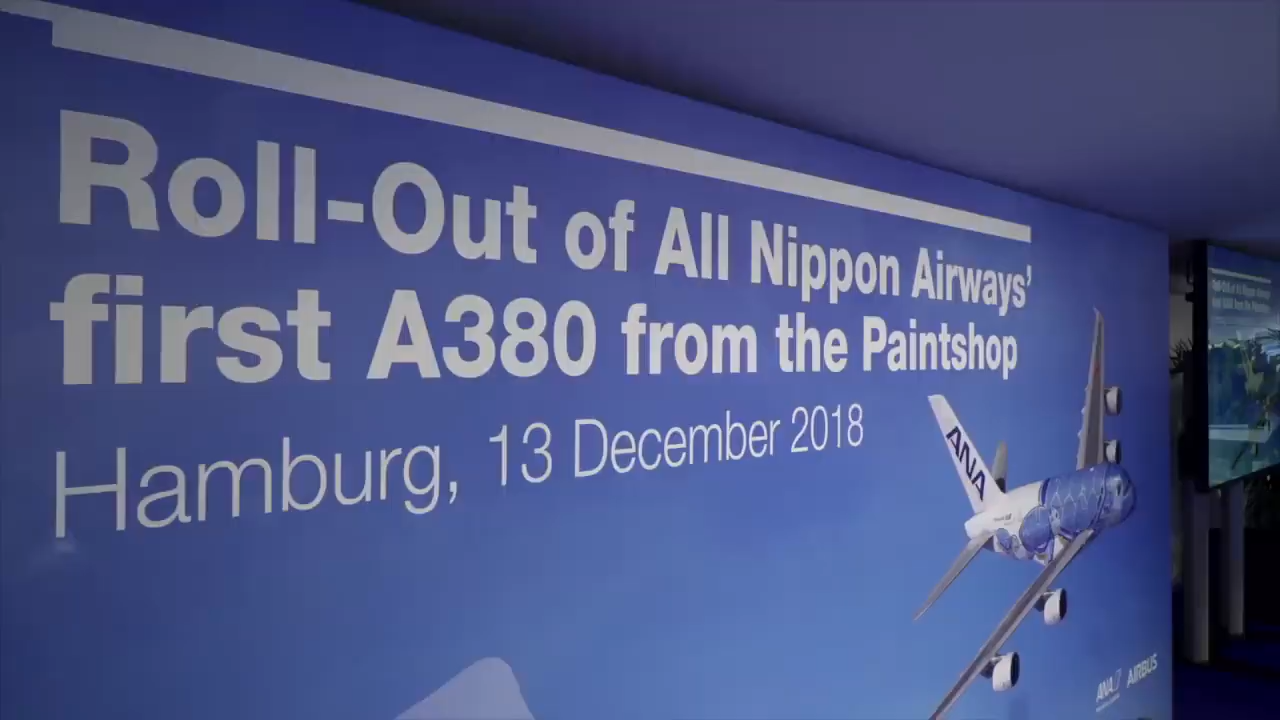 Roll-Out of All Nippon Airways’
first A380 from the Paintshop
Hamburg, 13 December 2018
ANA
ANA AIRBUS